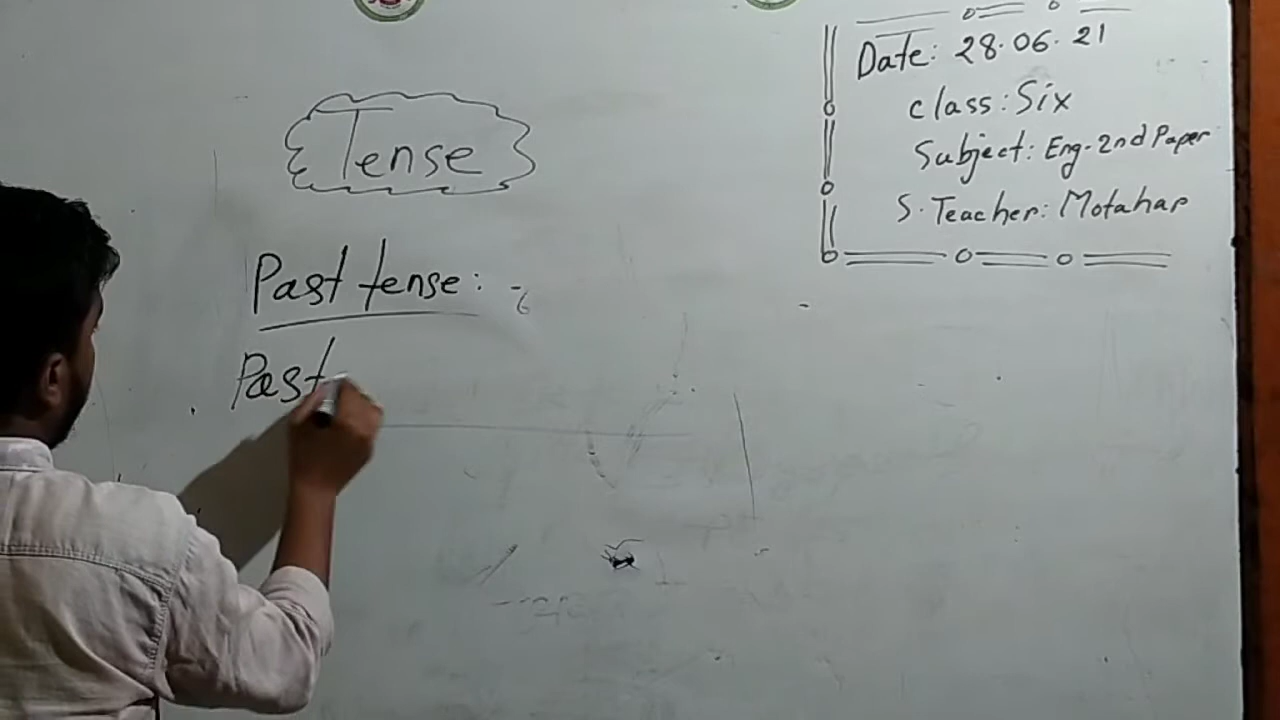 Tense
Date: 28.06.21
class: Six
Subject: Eng. 2nd Paper
S. Teacher: Motahar
Past tense: -
Past